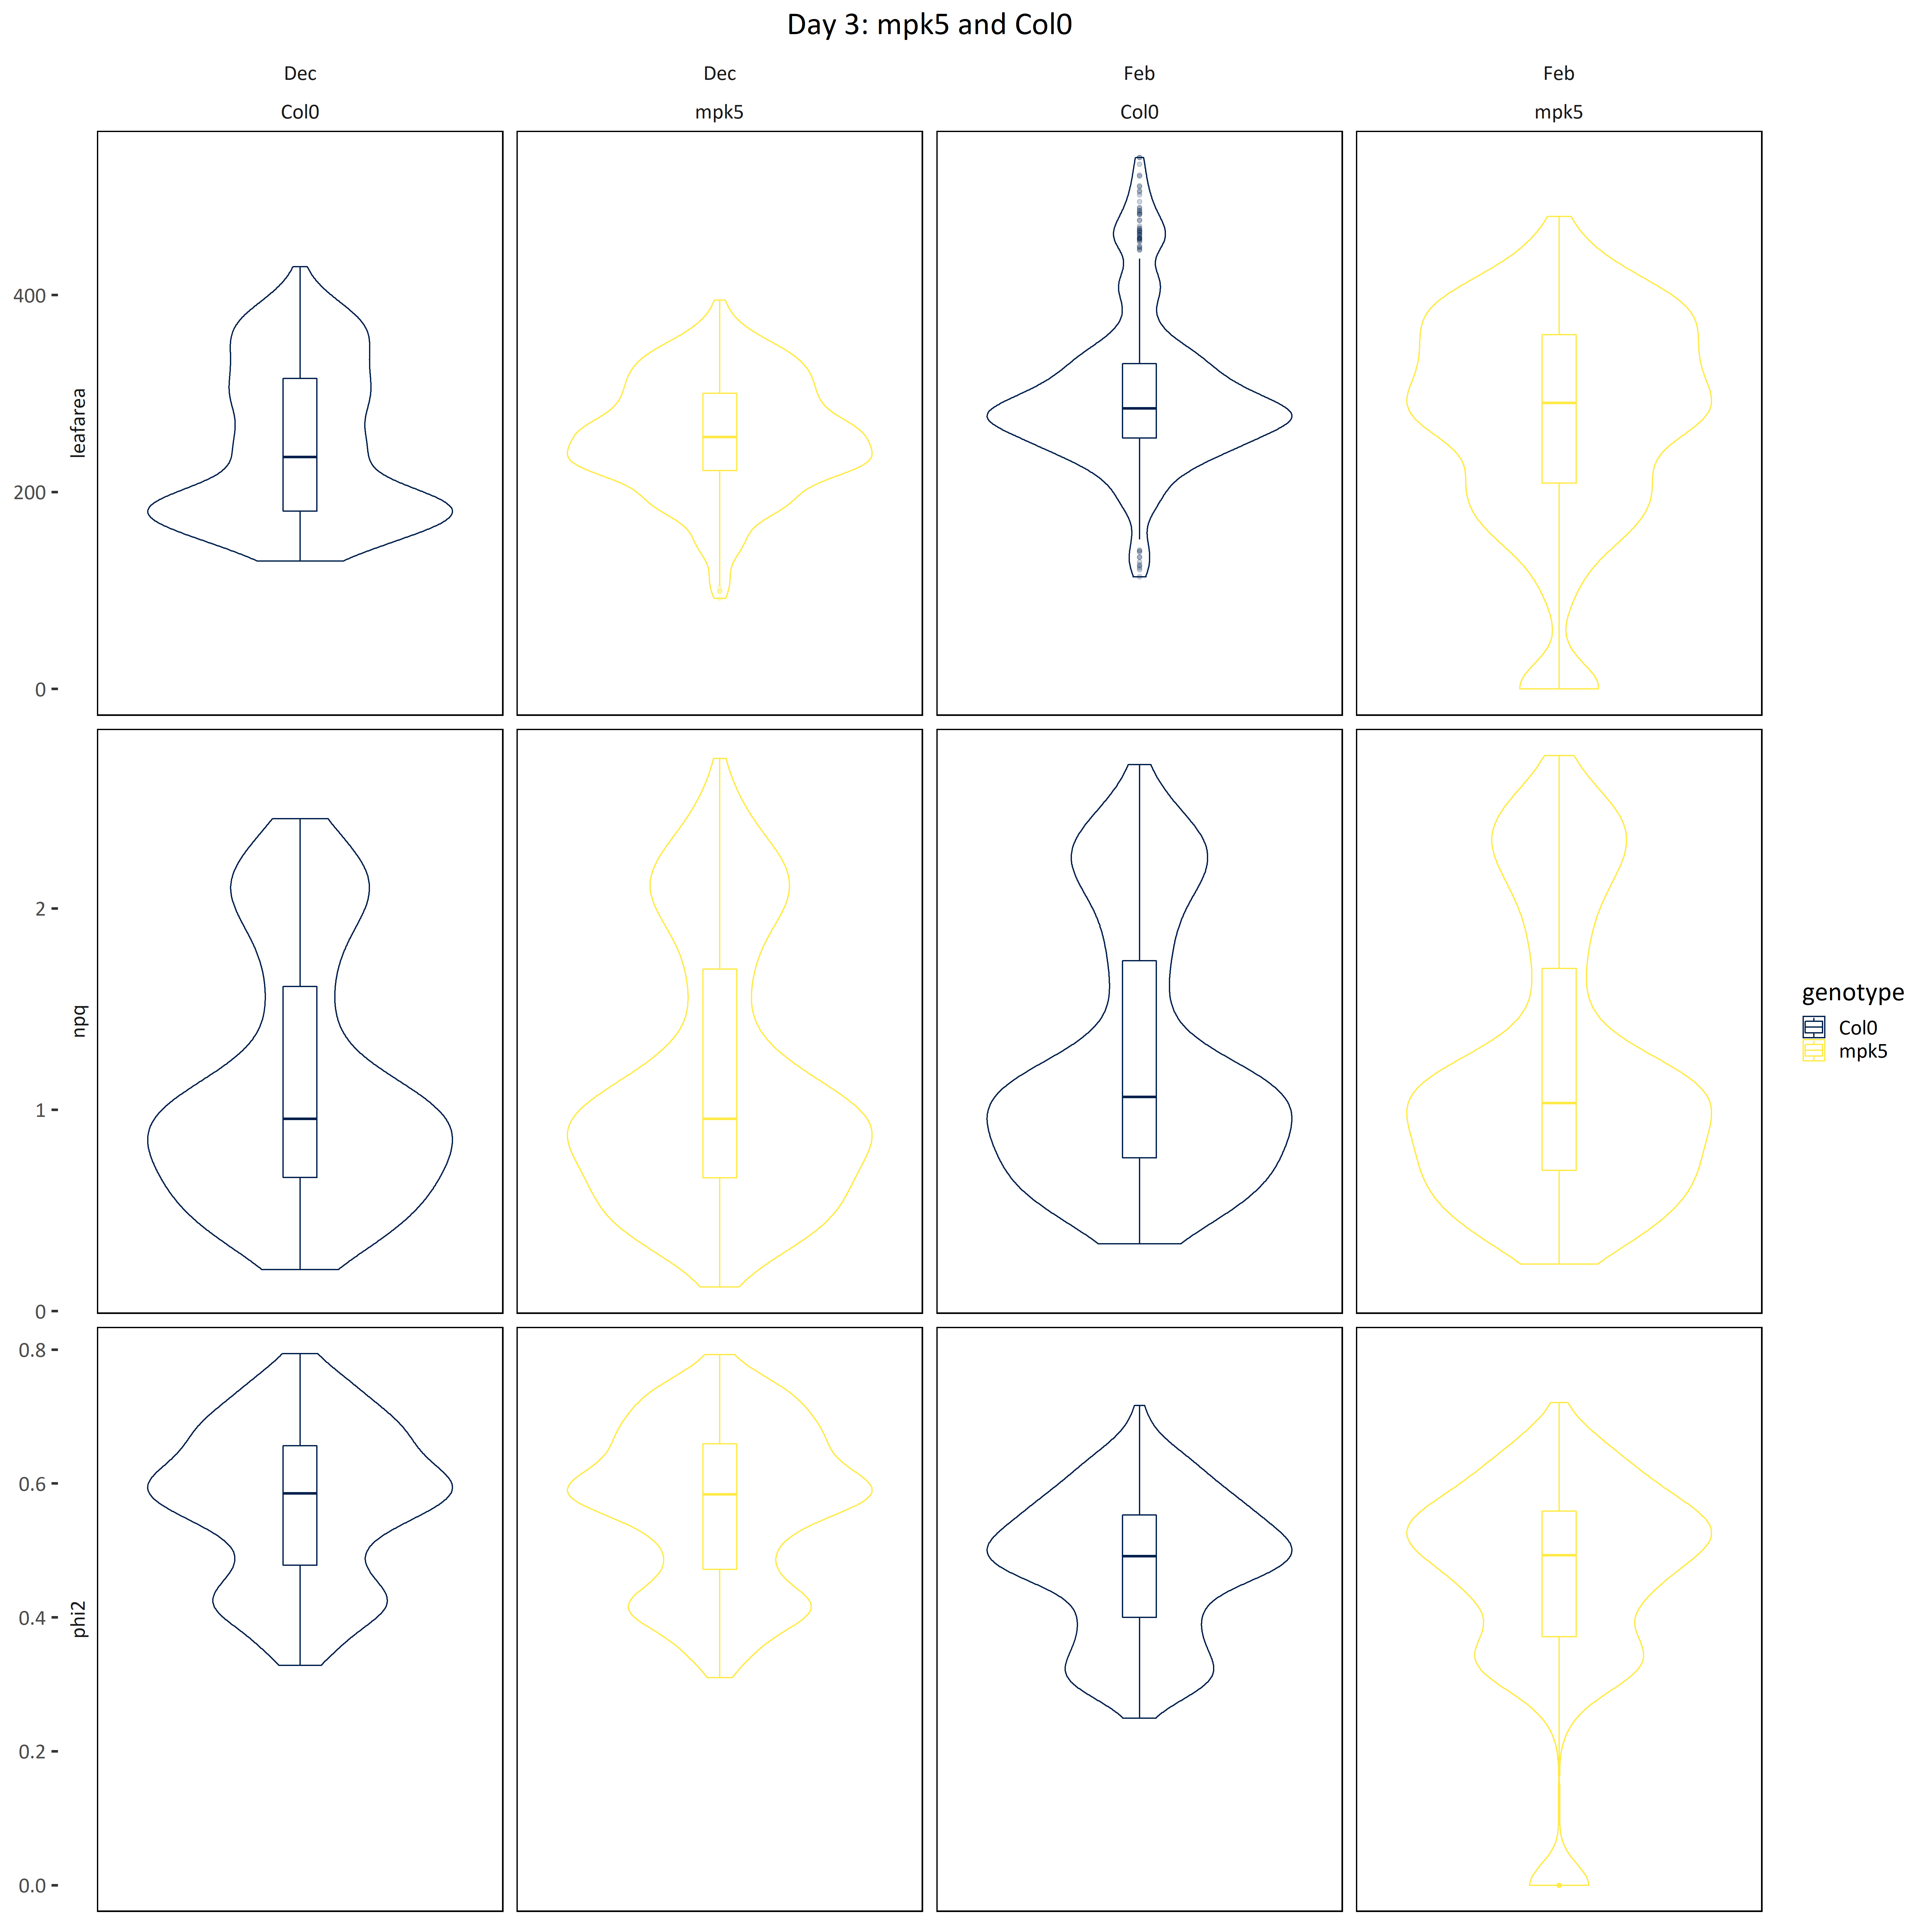 Day 3: mpk5 and Col0
Dec Dec Feb Feb
Col0 mpk5 Col0 mpk5
leafarea
400
200
0
npq
2
1
0
phi2
0.8
0.6
0.4
0.2
0.0
genotype
Col0
mpk5